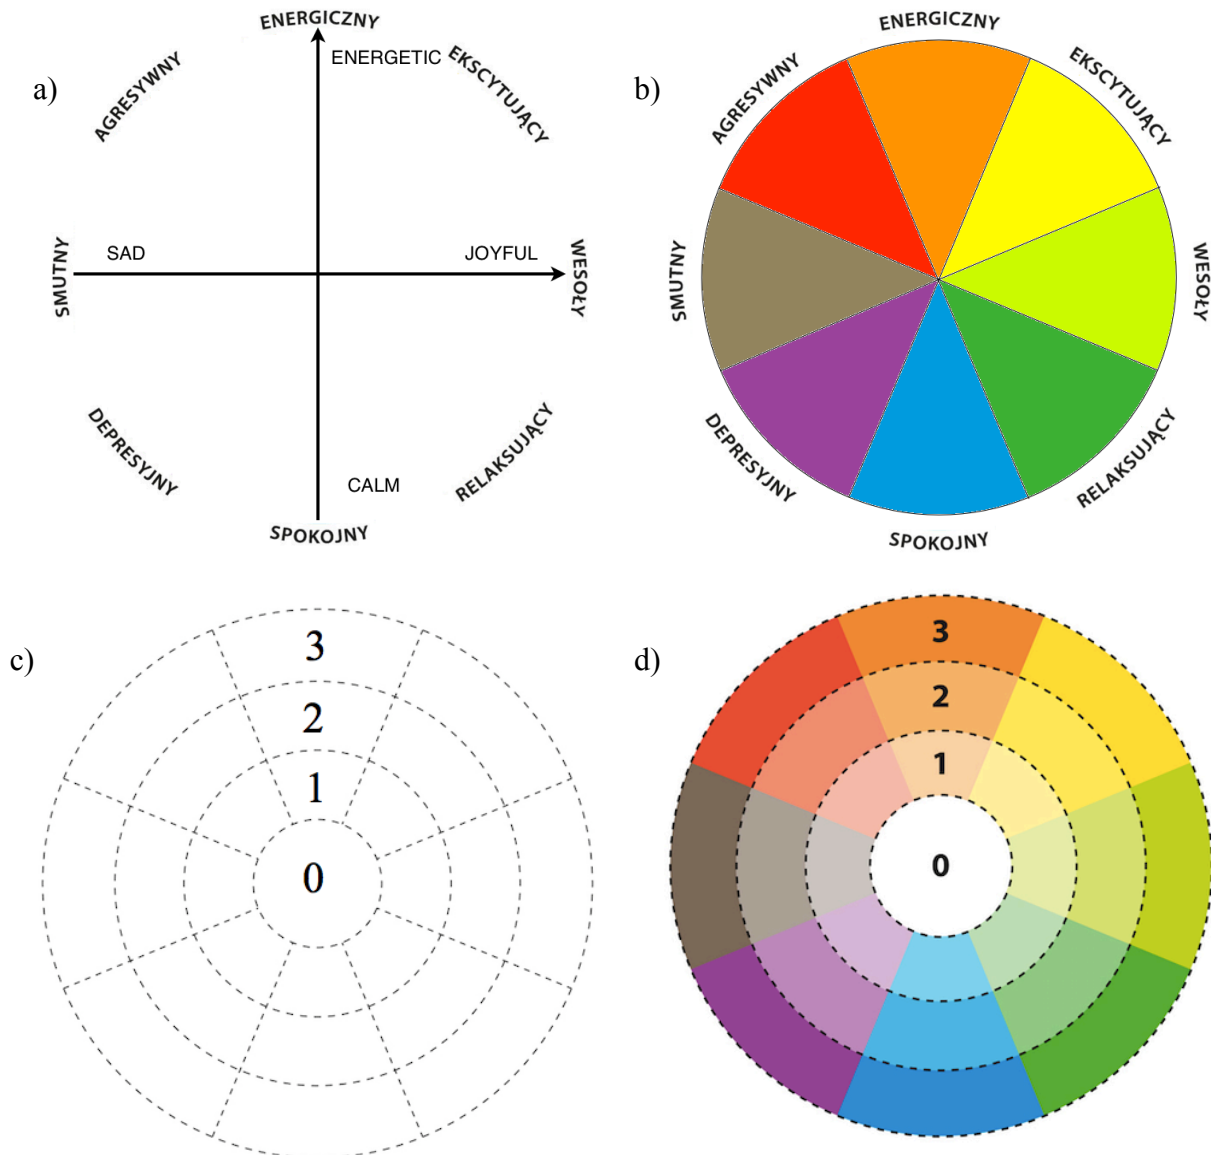 a)
ENERGICZNY
ENERGETIC
AGRESYWNY
EKSCYTUJĄCY
SMUTNY
SAD
JOYFUL
WESOŁY
DEPRESYJNY
CALM
RELAKSUJĄCY
SPOKOJNY
b)
ENERGICZNY
AGRESYWNY
EKSCYTUJĄCY
SMUTNY
WESOŁY
DEPRESYJNY
RELAKSUJĄCY
SPOKOJNY
c)
3
2
1
0
d)
3
2
1
0